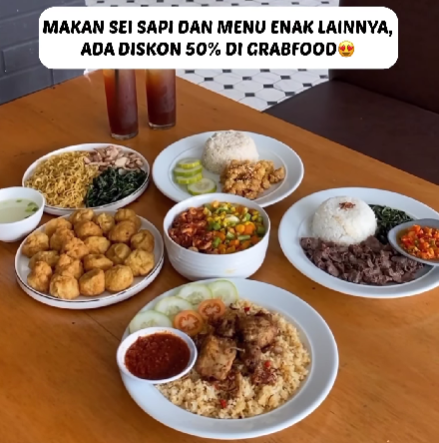 MAKAN SEI SAPI DAN MENU ENAK LAINNYA,
ADA DISKON 50% DI GRABFOOD😍